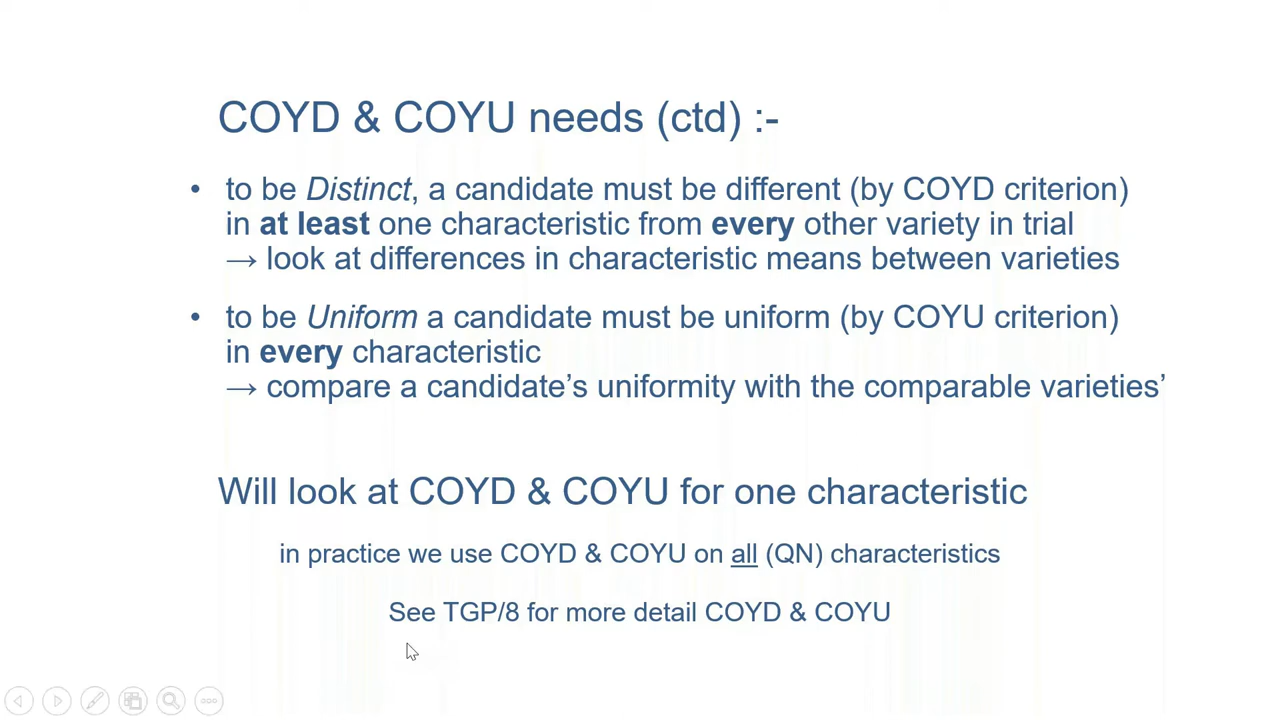 COYD & COYU needs (ctd) :-
• to be Distinct, a candidate must be different (by COYD criterion)
in at least one characteristic from every other variety in trial
→ look at differences in characteristic means between varieties
• to be Uniform a candidate must be uniform (by COYU criterion)
in every characteristic
→ compare a candidate’s uniformity with the comparable varieties’
Will look at COYD & COYU for one characteristic
in practice we use COYD & COYU on all (QN) characteristics
See TGP/8 for more detail COYD & COYU